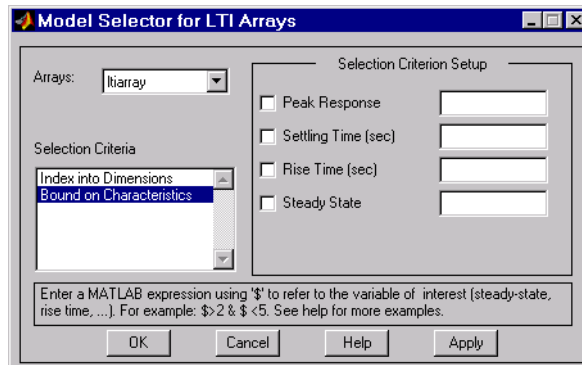 Model Selector for LTI Arrays
Arrays:
ltiarray
Selection Criterion Setup
Peak Response
Settling Time (sec)
Rise Time (sec)
Steady State
Selection Criteria
Index into Dimensions
Bound on Characteristics
Enter a MATLAB expression using '$' to refer to the variable of interest (steady-state,
rise time, ...). For example: $>2 & $ <5. See help for more examples.
OK
Cancel
Help
Apply